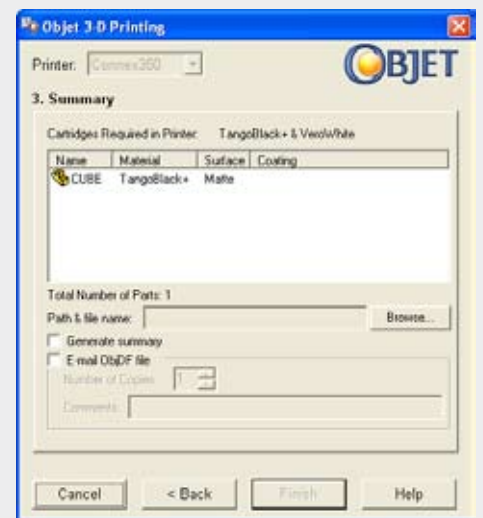 Objet 3-D Printing
Printer: Connex350
OBJET
3. Summary
Cartridges Required in Printer: TangoBlack+ & VeroWhite
Name Material Surface Coating
CUBE TangoBlack+ Matte
Total Number of Parts: 1
Path & file name: Browse...
Generate summary
E-mail ObjDF file
Number of Copies 1
Comments:
Cancel < Back Finish Help